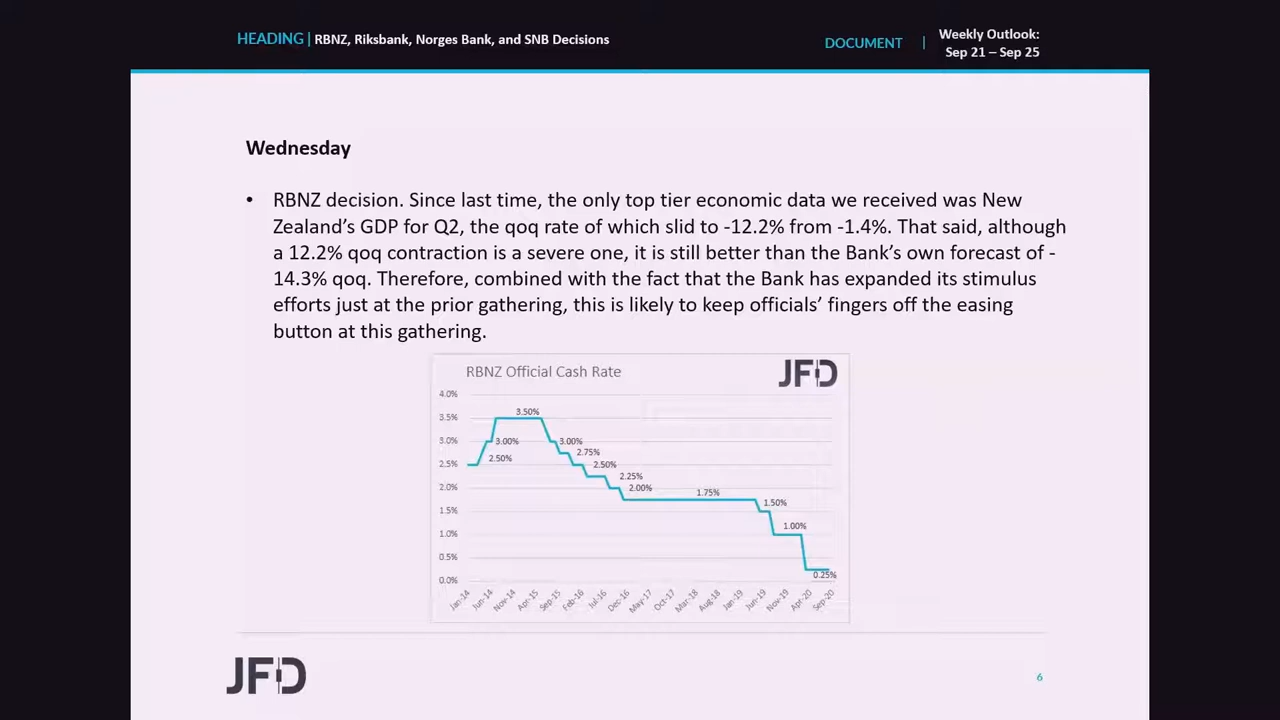 HEADING | RBNZ, Riksbank, Norges Bank, and SNB Decisions
DOCUMENT | Weekly Outlook:
Sep 21 – Sep 25
Wednesday
• RBNZ decision. Since last time, the only top tier economic data we received was New
Zealand’s GDP for Q2, the qoq rate of which slid to -12.2% from -1.4%. That said, although
a 12.2% qoq contraction is a severe one, it is still better than the Bank’s own forecast of -
14.3% qoq. Therefore, combined with the fact that the Bank has expanded its stimulus
efforts just at the prior gathering, this is likely to keep officials’ fingers off the easing
button at this gathering.
RBNZ Official Cash Rate
JFD
4.0%
3.5%
3.0%
2.5%
2.0%
1.5%
1.0%
0.5%
0.0%
3.50%
3.00%
2.50%
3.00%
2.75%
2.50%
2.25%
2.00%
1.75%
1.50%
1.00%
0.25%
Jan-14
Jun-14
Nov-14
Apr-15
Sep-15
Feb-16
Jul-16
Dec-16
May-17
Oct-17
Mar-18
Aug-18
Jan-19
Jun-19
Nov-19
Apr-20
Sep-20
JFD
6